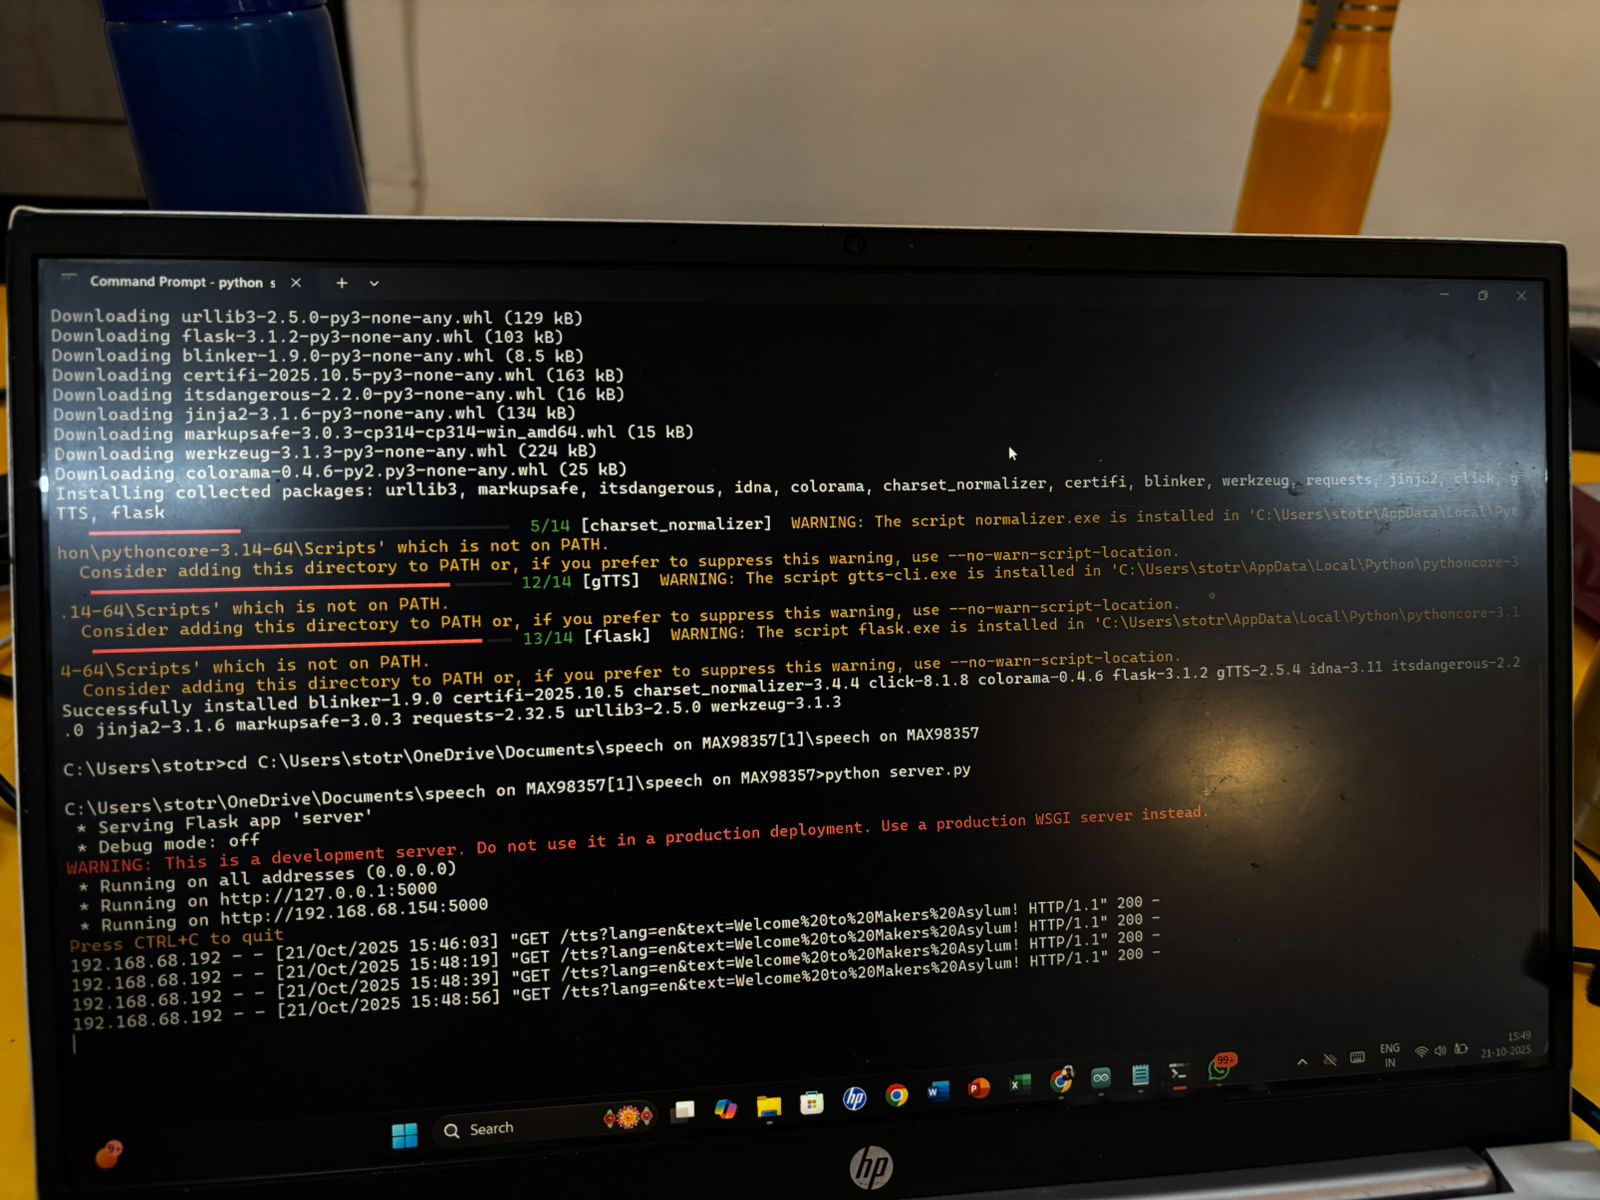 Command Prompt - python s
Downloading urllib3-2.5.0-py3-none-any.whl (129 kB)
Downloading flask-3.1.2-py3-none-any.whl (103 kB)
Downloading blinker-1.9.0-py3-none-any.whl (8.5 kB)
Downloading certifi-2025.10.5-py3-none-any.whl (163 kB)
Downloading itsdangerous-2.2.0-py3-none-any.whl (16 kB)
Downloading jinja2-3.1.6-py3-none-any.whl (134 kB)
Downloading markupsafe-3.0.3-cp314-cp314-win_amd64.whl (15 kB)
Downloading werkzeug-3.1.3-py3-none-any.whl (224 kB)
Downloading colorama-0.4.6-py2.py3-none-any.whl (25 kB)
Installing collected packages: urllib3, markupsafe, itsdangerous, idna, colorama, charset_normalizer, certifi, blinker, werkzeug, requests, jinja2, click, g
TTS, flask
5/14 [charset_normalizer] WARNING: The script normalizer.exe is installed in 'C:\Users\stotr\AppData\Local\Pyt
hon\pythoncore-3.14-64\Scripts' which is not on PATH.
Consider adding this directory to PATH or, if you prefer to suppress this warning, use --no-warn-script-location.
12/14 [gTTS] WARNING: The script gtts-cli.exe is installed in 'C:\Users\stotr\AppData\Local\Python\pythoncore-3
.14-64\Scripts' which is not on PATH.
Consider adding this directory to PATH or, if you prefer to suppress this warning, use --no-warn-script-location.
13/14 [flask] WARNING: The script flask.exe is installed in 'C:\Users\stotr\AppData\Local\Python\pythoncore-3.1
4-64\Scripts' which is not on PATH.
Consider adding this directory to PATH or, if you prefer to suppress this warning, use --no-warn-script-location.
Successfully installed blinker-1.9.0 certifi-2025.10.5 charset_normalizer-3.4.4 click-8.1.8 colorama-0.4.6 flask-3.1.2 gTTS-2.5.4 idna-3.11 itsdangerous-2.2
.0 jinja2-3.1.6 markupsafe-3.0.3 requests-2.32.5 urllib3-2.5.0 werkzeug-3.1.3
C:\Users\stotr>cd C:\Users\stotr\OneDrive\Documents\speech on MAX98357[1]\speech on MAX98357
C:\Users\stotr\OneDrive\Documents\speech on MAX98357[1]\speech on MAX98357>python server.py
* Serving Flask app 'server'
* Debug mode: off
WARNING: This is a development server. Do not use it in a production deployment. Use a production WSGI server instead.
* Running on all addresses (0.0.0.0)
* Running on http://127.0.0.1:5000
* Running on http://192.168.68.154:5000
Press CTRL+C to quit
192.168.68.192 - - [21/Oct/2025 15:46:03] "GET /tts?lang=en&text=Welcome%20to%20Makers%20Asylum! HTTP/1.1" 200 -
192.168.68.192 - - [21/Oct/2025 15:48:19] "GET /tts?lang=en&text=Welcome%20to%20Makers%20Asylum! HTTP/1.1" 200 -
192.168.68.192 - - [21/Oct/2025 15:48:39] "GET /tts?lang=en&text=Welcome%20to%20Makers%20Asylum! HTTP/1.1" 200 -
192.168.68.192 - - [21/Oct/2025 15:48:56] "GET /tts?lang=en&text=Welcome%20to%20Makers%20Asylum! HTTP/1.1" 200 -
9+
Search
hp
W
P
X
99+
ENG
IN
15:49
21-10-2025
hp